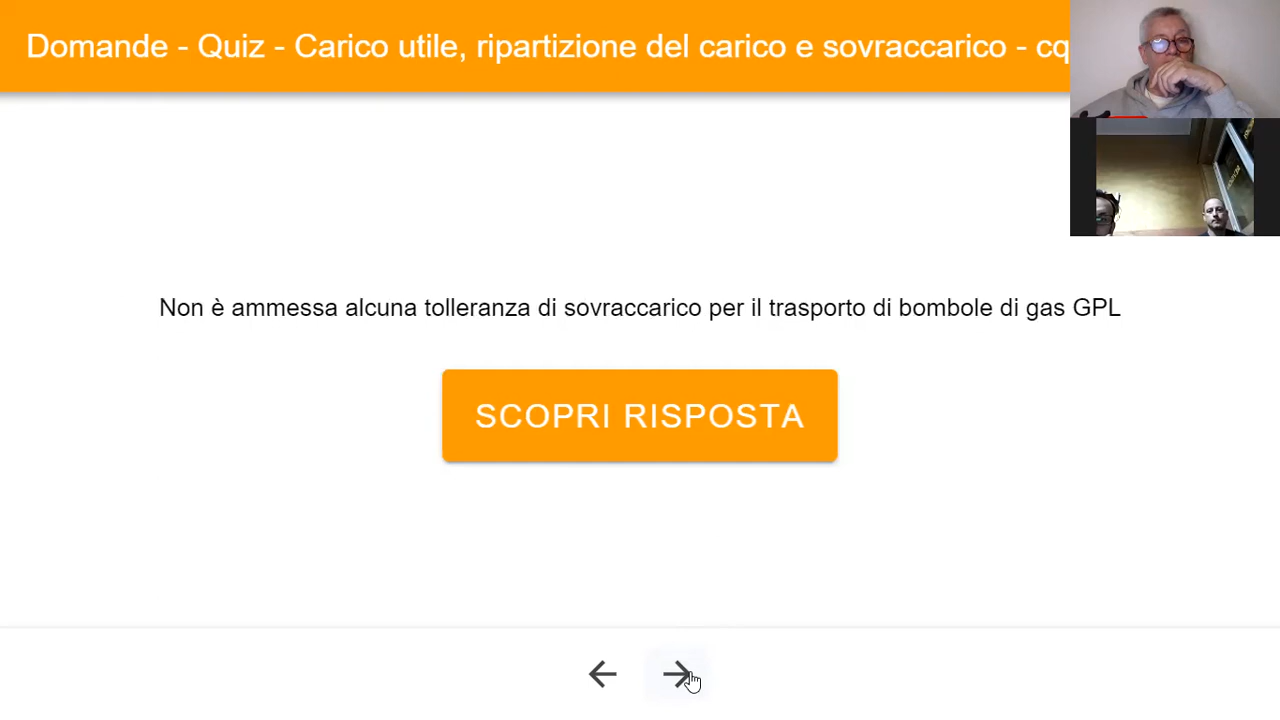 Domande - Quiz - Carico utile, ripartizione del carico e sovraccarico - cq
Non è ammessa alcuna tolleranza di sovraccarico per il trasporto di bombole di gas GPL
SCOPRI RISPOSTA